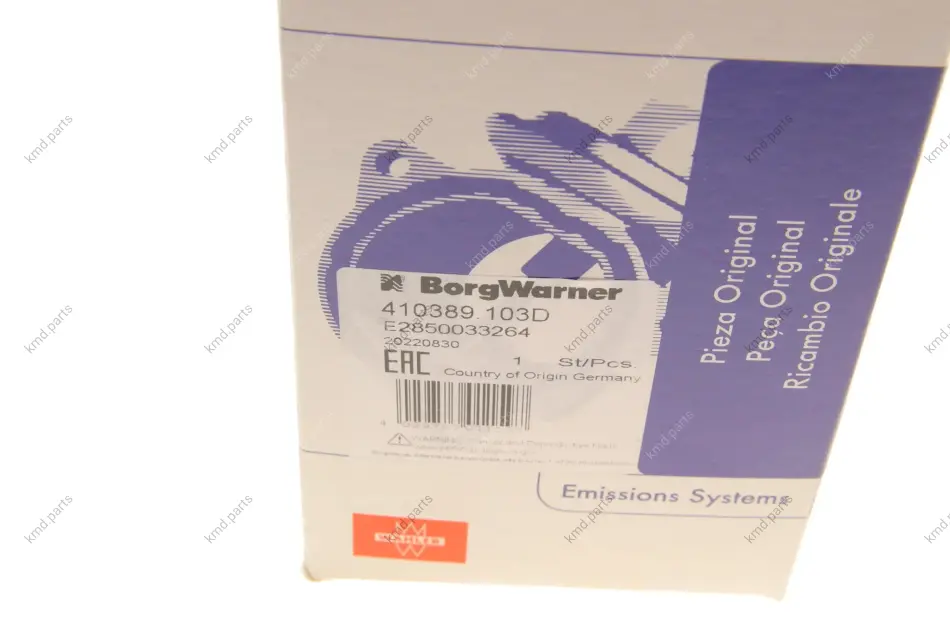 Pieza Original
Peça Original
Ricambio Originale
BorgWarner
410389.103D
E2850033264
20220830
EAC
1 St/Pcs.
Country of Origin Germany
WARNING:
Emissions Systems
WAHLER
kmd.parts